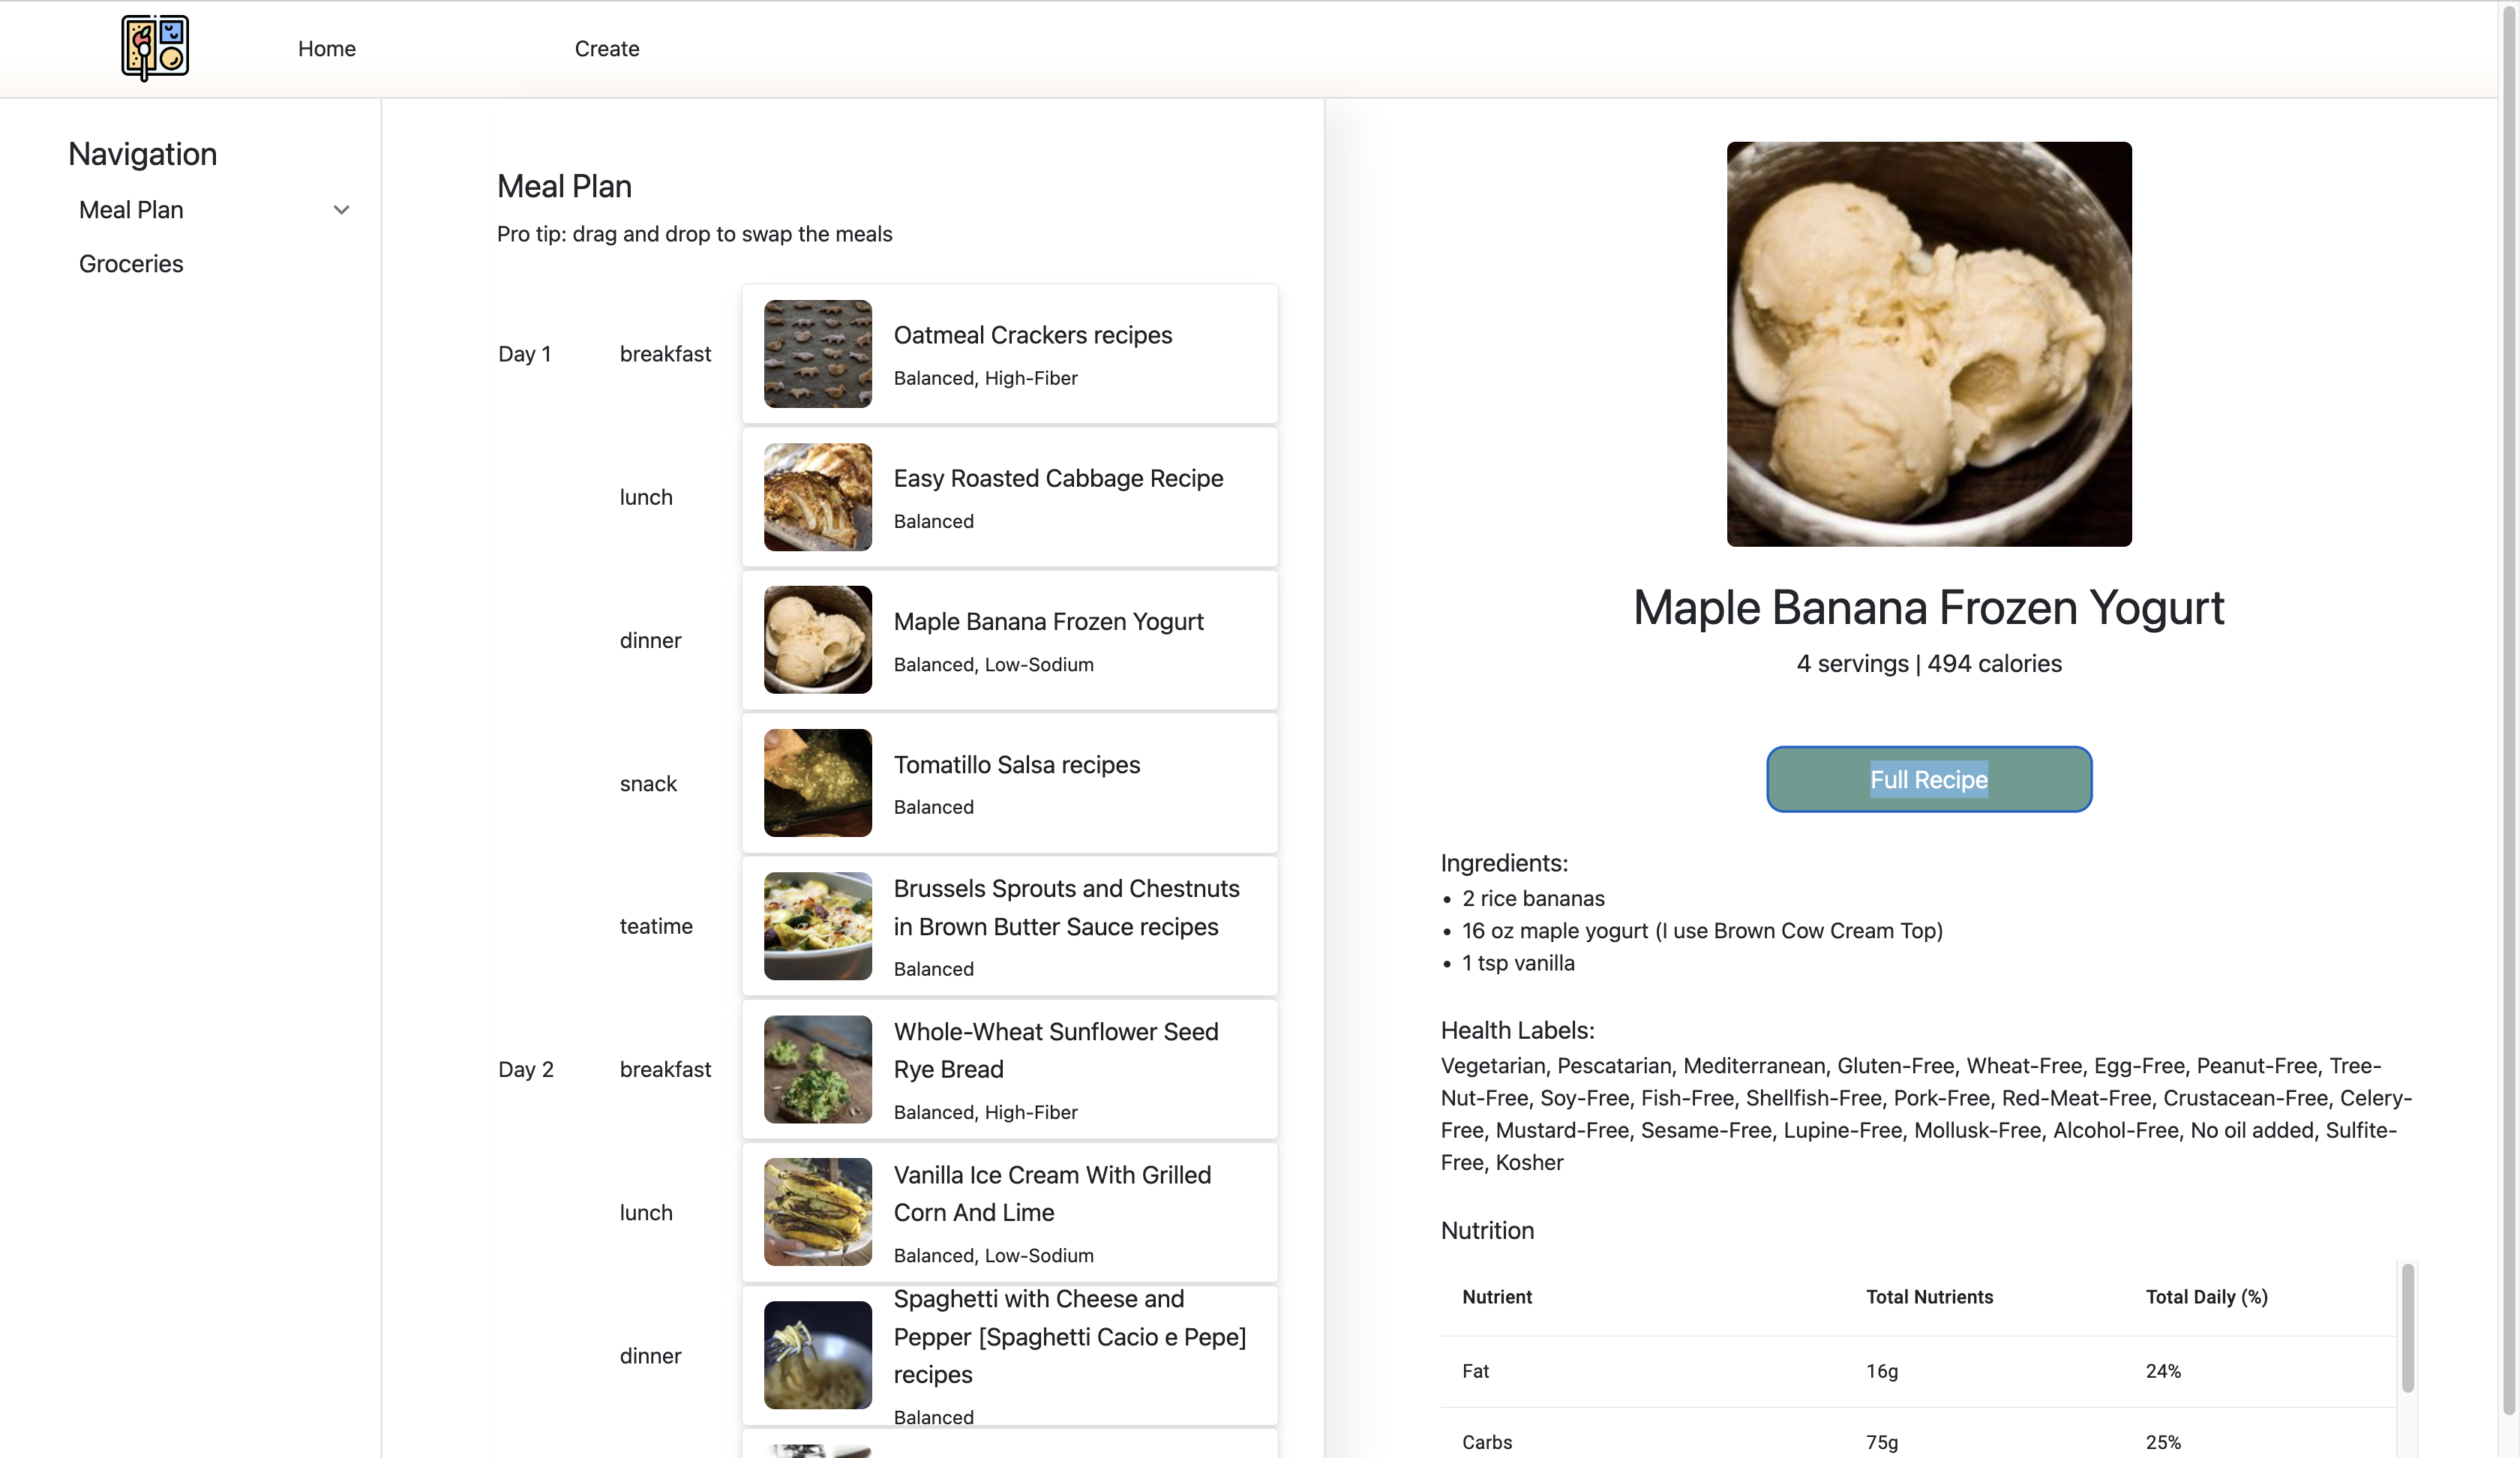 Home
Create
Navigation
Meal Plan
Groceries
Meal Plan
Pro tip: drag and drop to swap the meals
Day 1
breakfast
Oatmeal Crackers recipes
Balanced, High-Fiber
lunch
Easy Roasted Cabbage Recipe
Balanced
dinner
Maple Banana Frozen Yogurt
Balanced, Low-Sodium
snack
Tomatillo Salsa recipes
Balanced
teatime
Brussels Sprouts and Chestnuts
in Brown Butter Sauce recipes
Balanced
Day 2
breakfast
Whole-Wheat Sunflower Seed
Rye Bread
Balanced, High-Fiber
lunch
Vanilla Ice Cream With Grilled
Corn And Lime
Balanced, Low-Sodium
dinner
Spaghetti with Cheese and
Pepper [Spaghetti Cacio e Pepe]
recipes
Balanced
Maple Banana Frozen Yogurt
4 servings | 494 calories
Full Recipe
Ingredients:
• 2 rice bananas
• 16 oz maple yogurt (I use Brown Cow Cream Top)
• 1 tsp vanilla
Health Labels:
Vegetarian, Pescatarian, Mediterranean, Gluten-Free, Wheat-Free, Egg-Free, Peanut-Free, Tree-
Nut-Free, Soy-Free, Fish-Free, Shellfish-Free, Pork-Free, Red-Meat-Free, Crustacean-Free, Celery-
Free, Mustard-Free, Sesame-Free, Lupine-Free, Mollusk-Free, Alcohol-Free, No oil added, Sulfite-
Free, Kosher
Nutrition
Nutrient Total Nutrients Total Daily (%)
Fat 16g 24%
Carbs 75g 25%